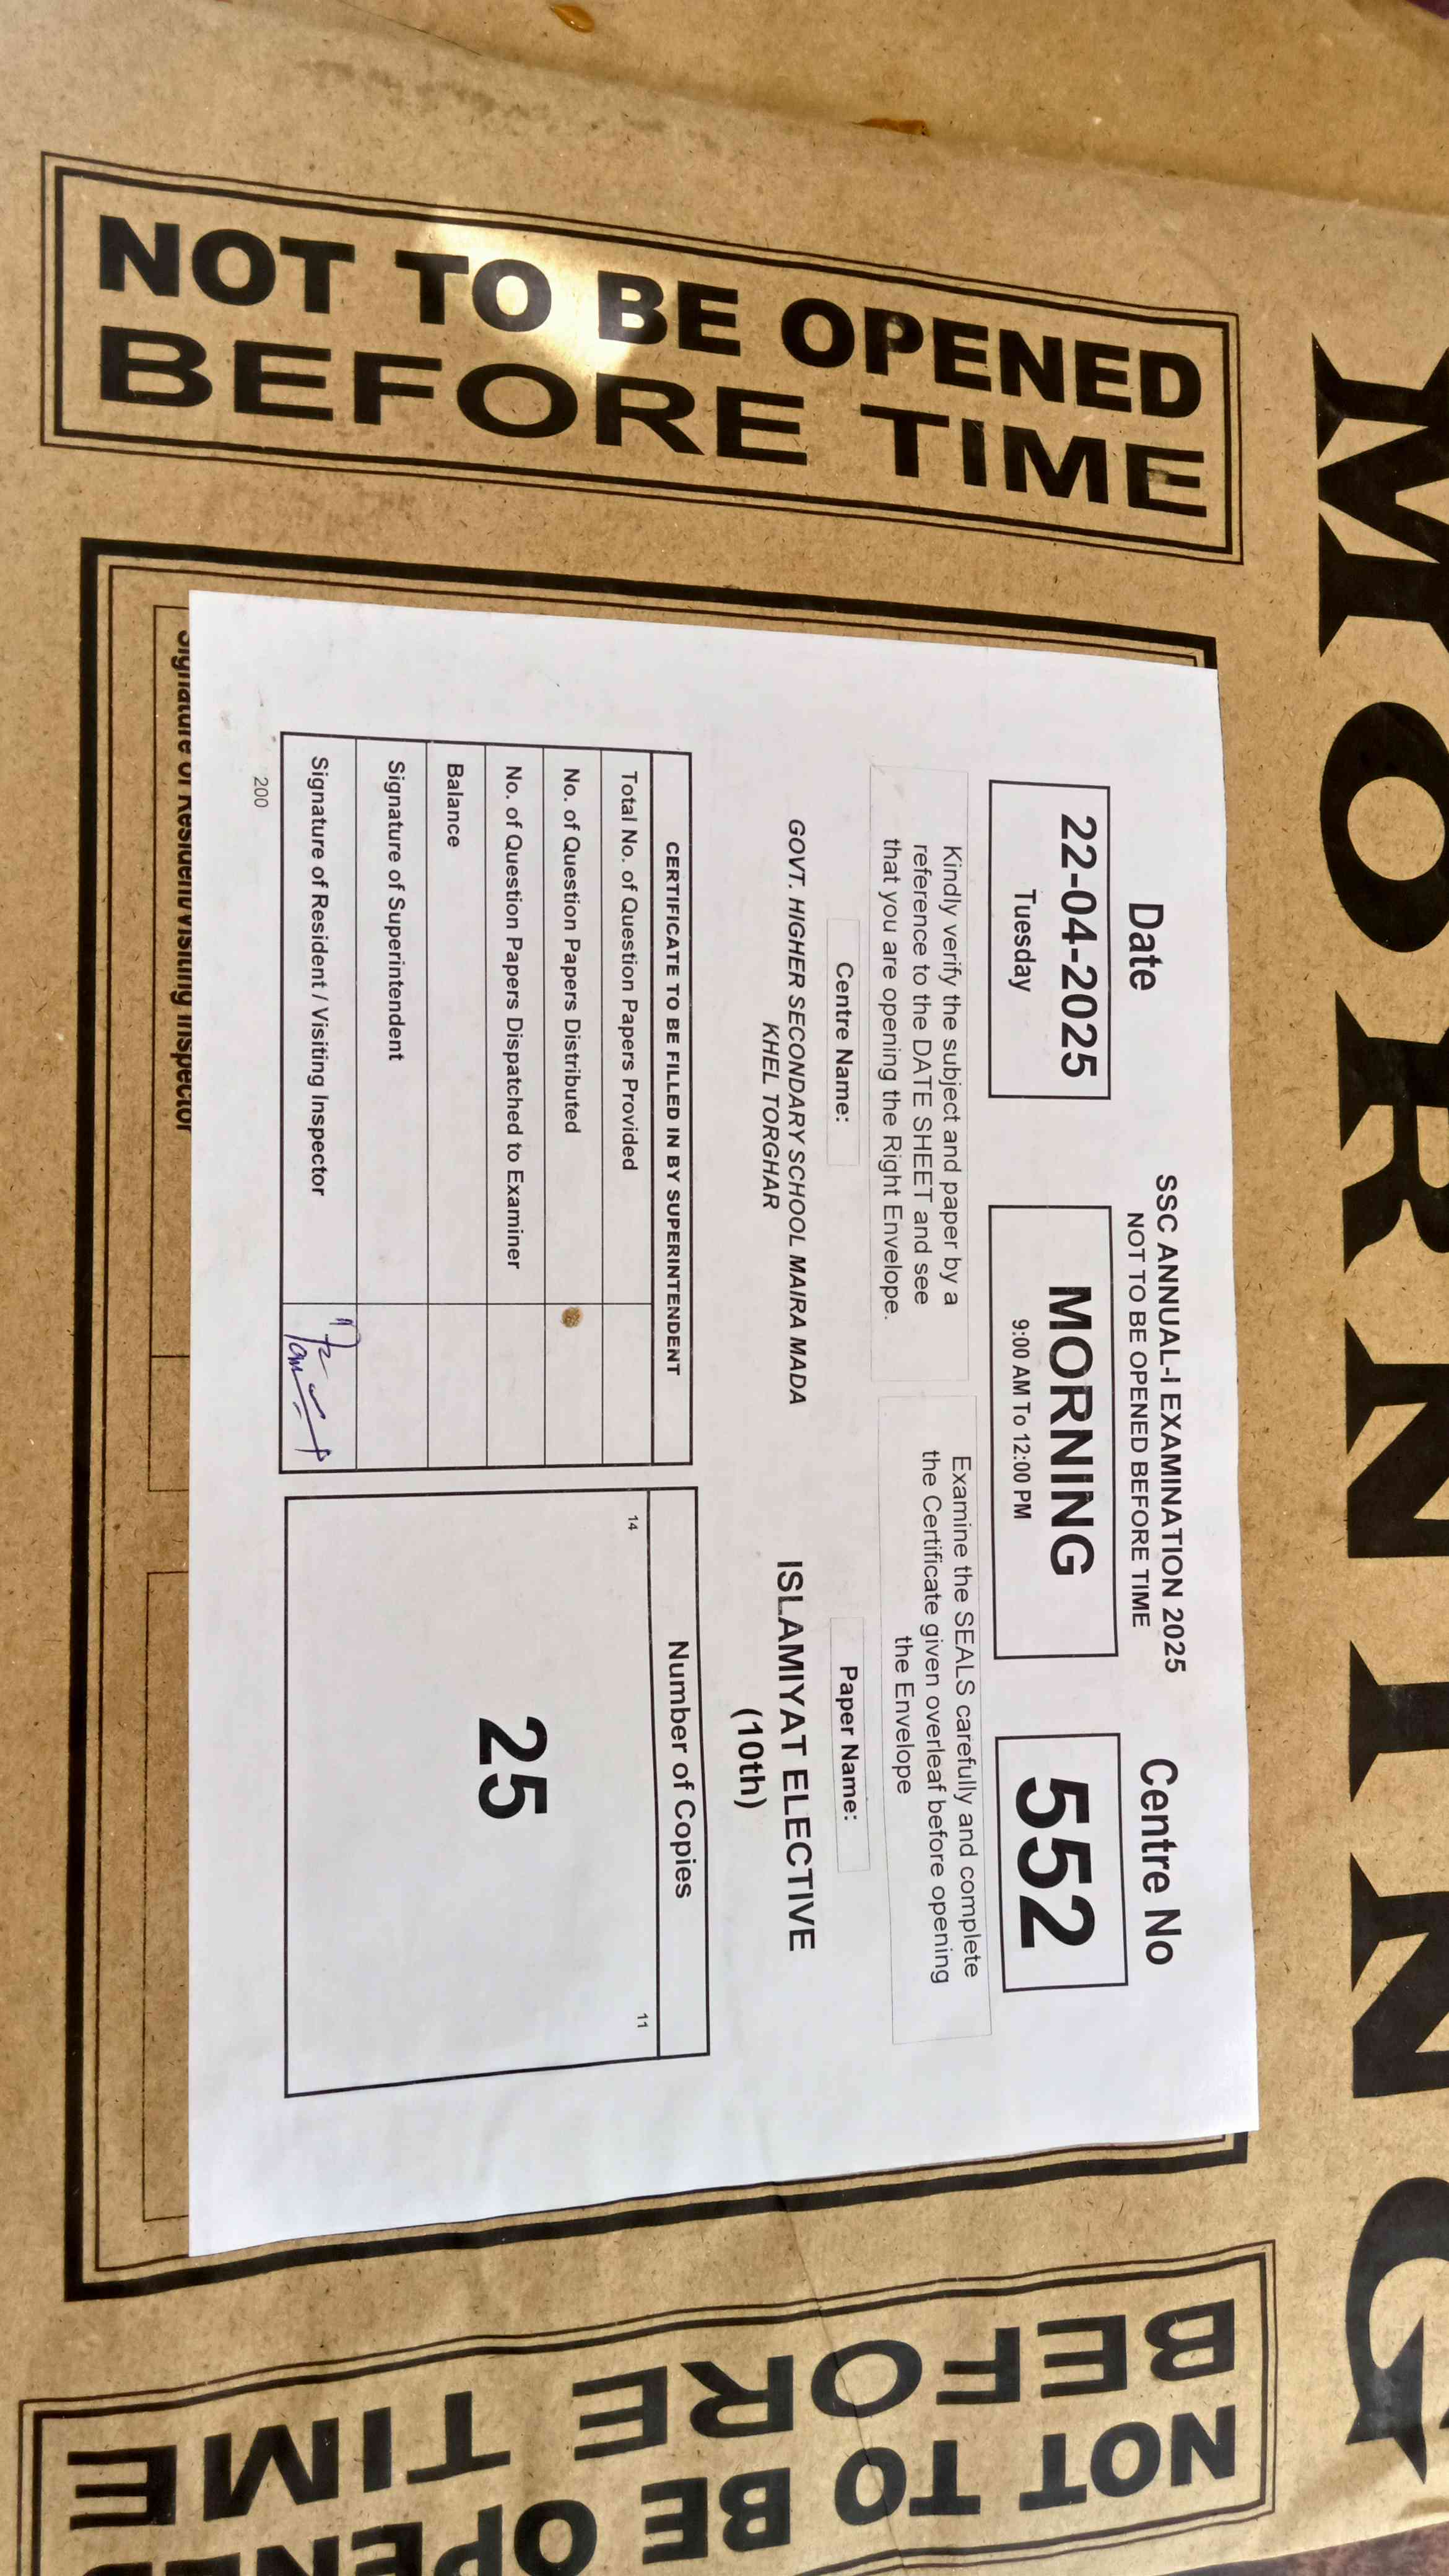 MORNING
NOT TO BE OPENED
BEFORE TIME
SSC ANNUAL-I EXAMINATION 2025
NOT TO BE OPENED BEFORE TIME
Date
22-04-2025
Tuesday
MORNING
9:00 AM To 12:00 PM
Centre No
552
Kindly verify the subject and paper by a
reference to the DATE SHEET and see
that you are opening the Right Envelope.
Examine the SEALS carefully and complete
the Certificate given overleaf before opening
the Envelope
Centre Name:
GOVT. HIGHER SECONDARY SCHOOL MAIRA MADA
KHEL TORGHAR
Paper Name:
ISLAMIYAT ELECTIVE
(10th)
CERTIFICATE TO BE FILLED IN BY SUPERINTENDENT
Total No. of Question Papers Provided
No. of Question Papers Distributed
No. of Question Papers Dispatched to Examiner
Balance
Signature of Superintendent
Signature of Resident / Visiting Inspector
Number of Copies
14
11
25
200
Signature of Resident/Visiting Inspector
NOT TO BE OPENED
BEFORE TIME